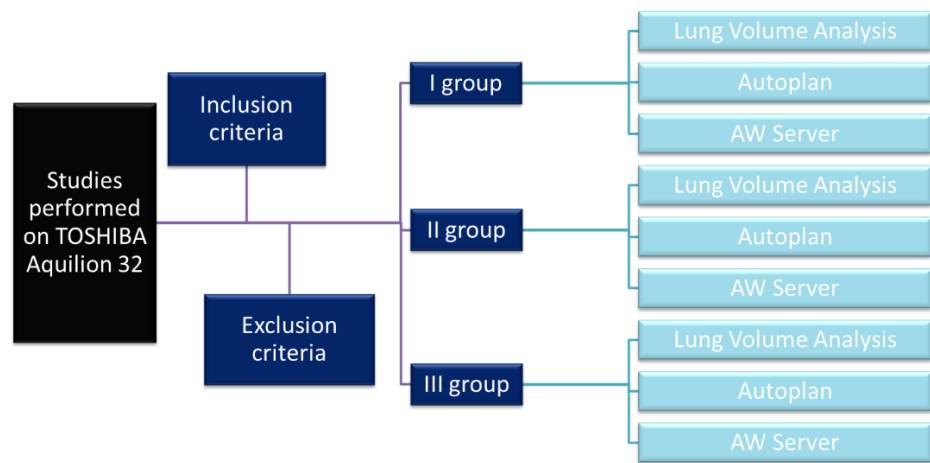 Studies
performed
on TOSHIBA
Aquilion 32
Inclusion
criteria
Exclusion
criteria
I group
Lung Volume Analysis
Autoplan
AW Server
II group
Lung Volume Analysis
Autoplan
AW Server
III group
Lung Volume Analysis
Autoplan
AW Server